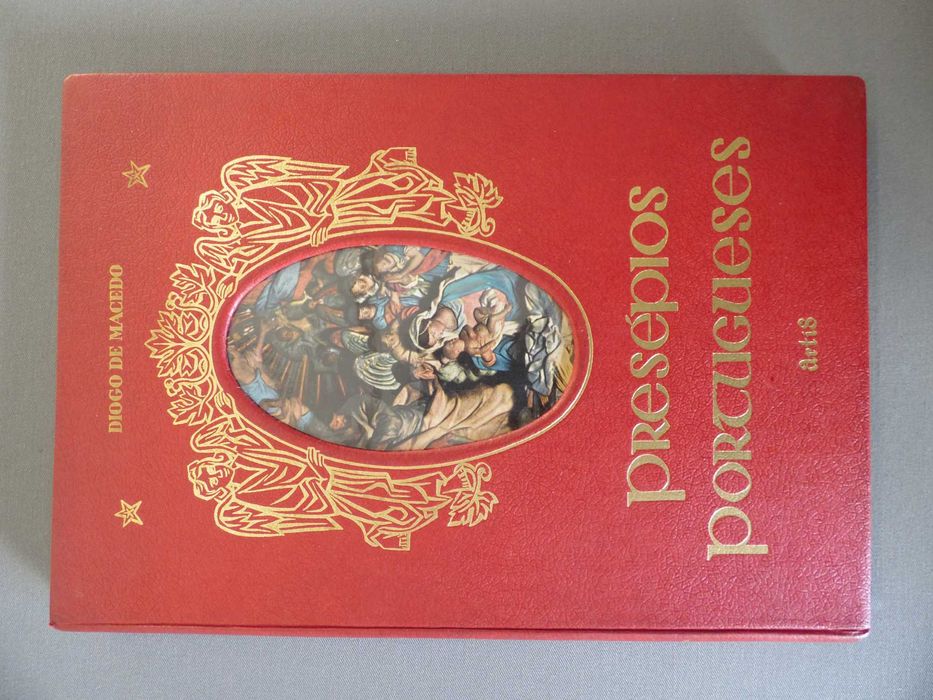 DIOGO DE MACEDO
PRESÉPIOS
PORTUGUESES
artis